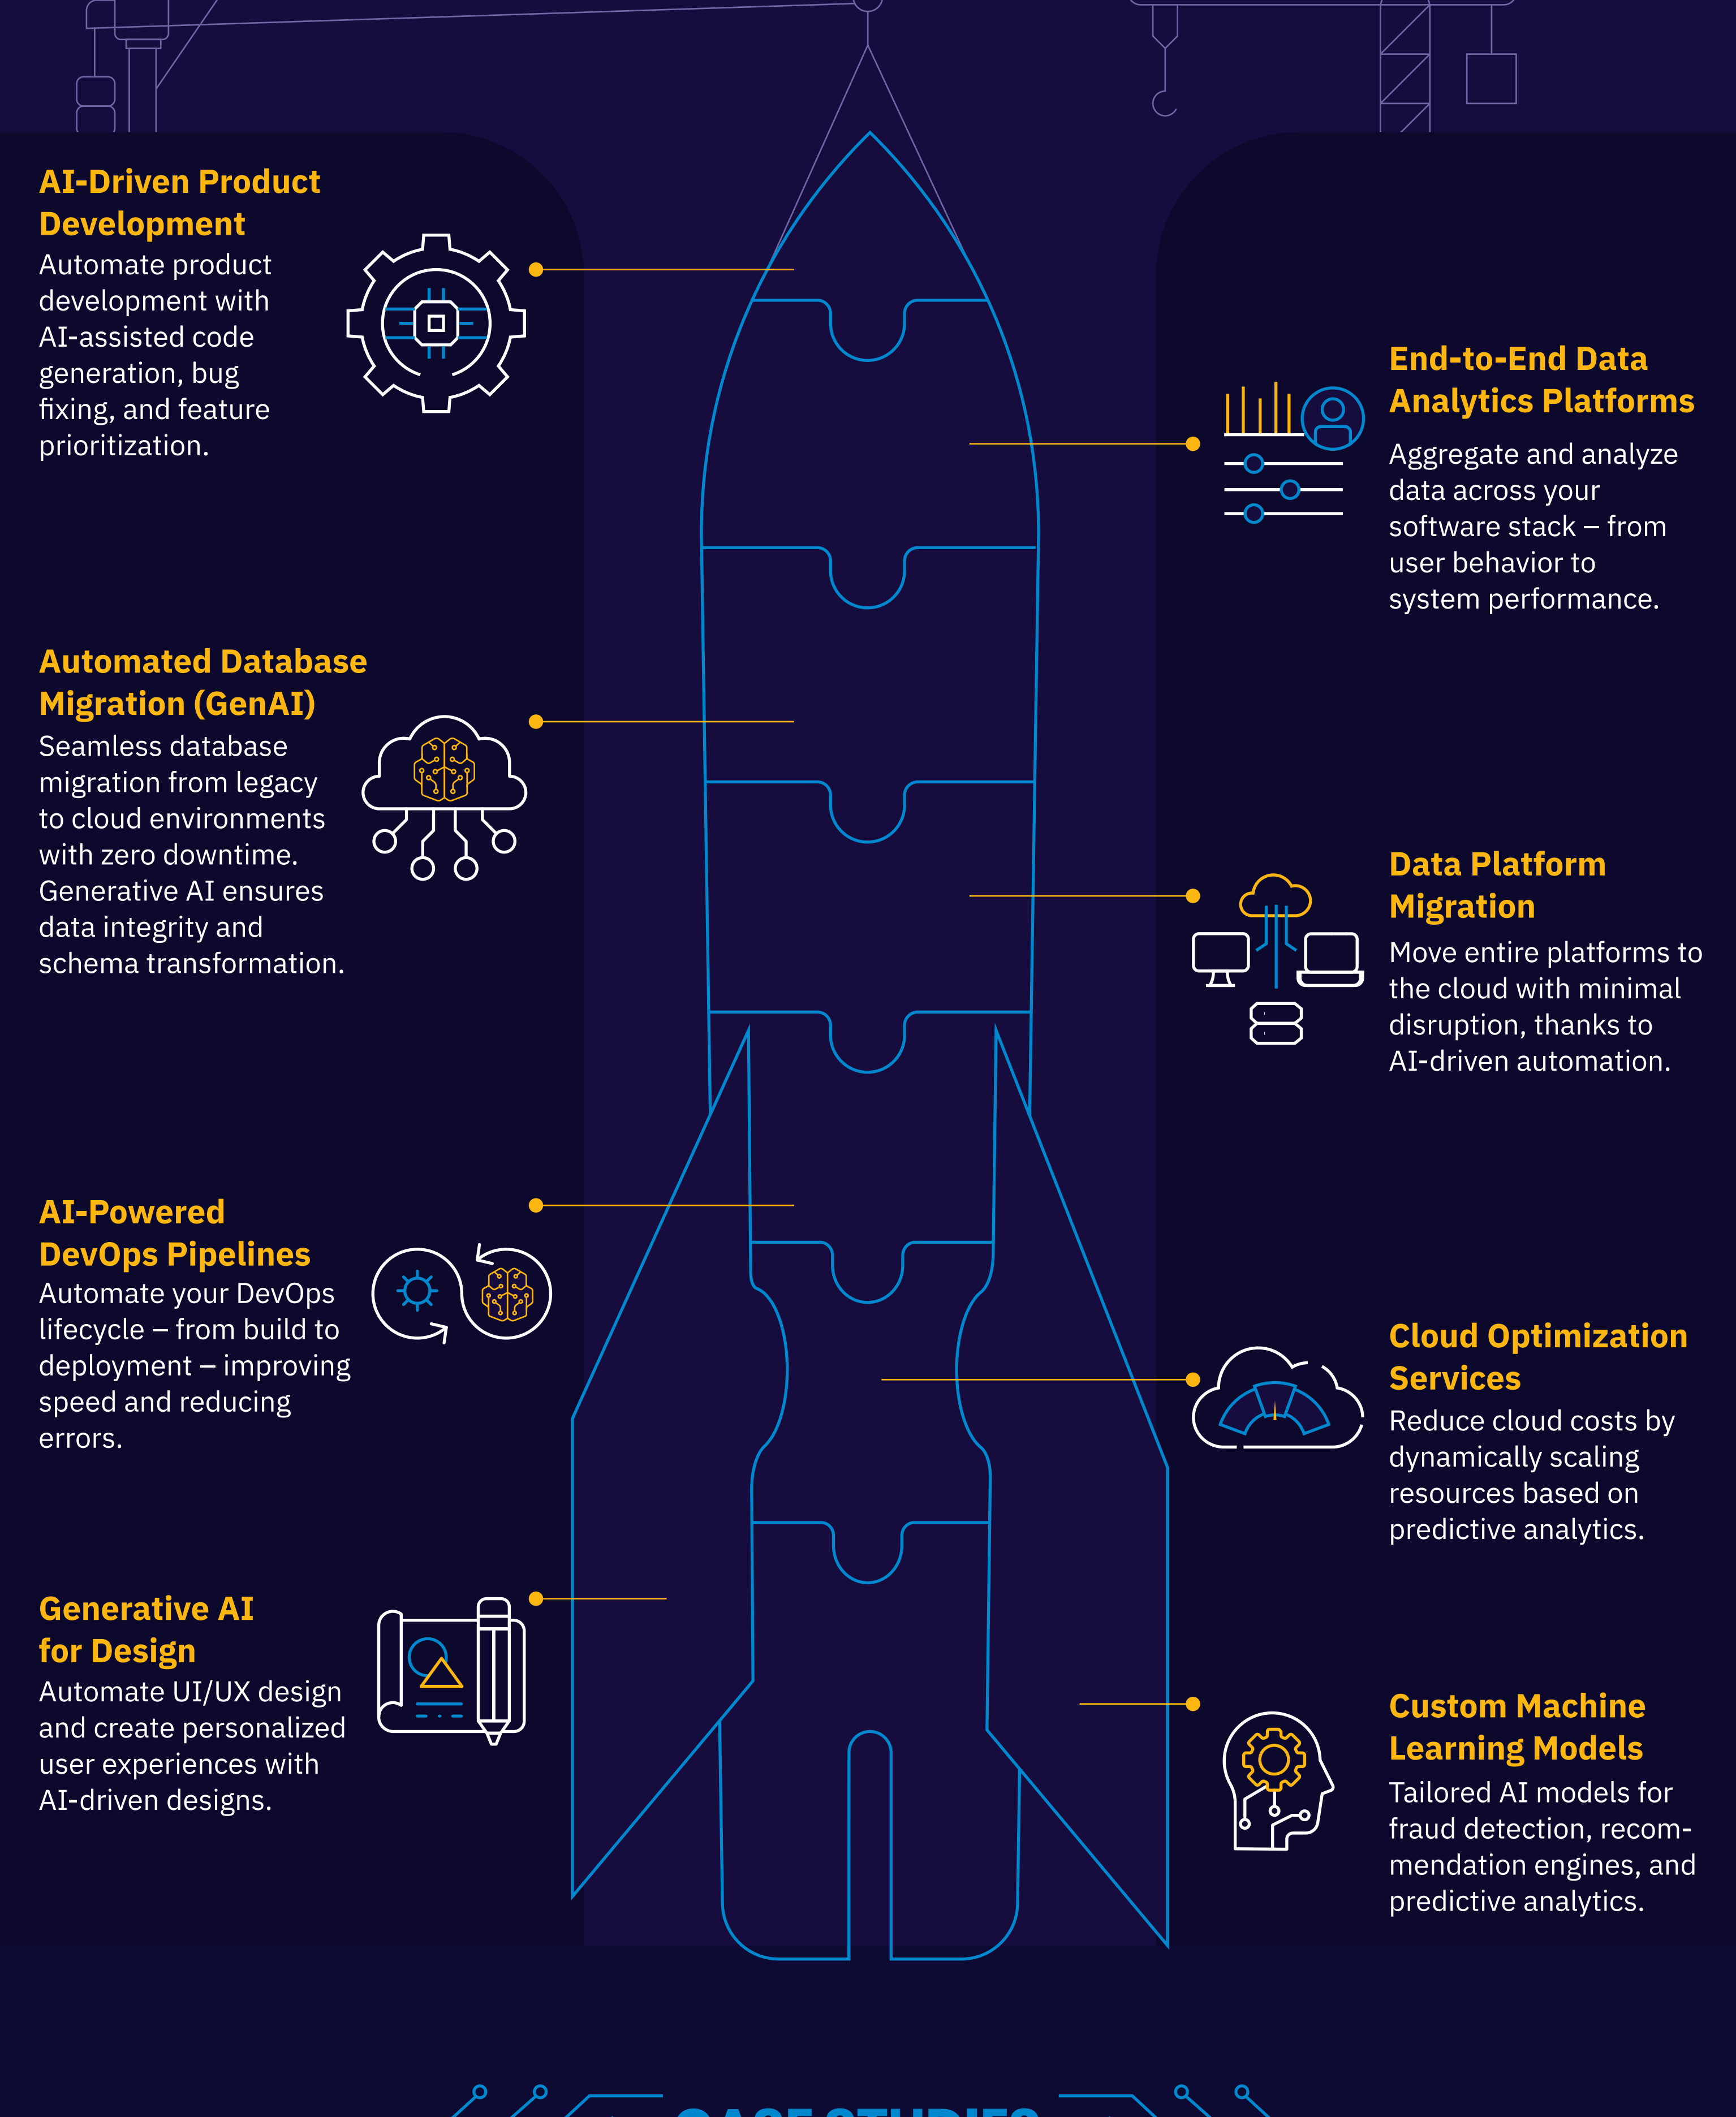 AI-Driven Product
Development
Automate product
development with
AI-assisted code
generation, bug
fixing, and feature
prioritization.
End-to-End Data
Analytics Platforms
Aggregate and analyze
data across your
software stack – from
user behavior to
system performance.
Automated Database
Migration (GenAI)
Seamless database
migration from legacy
to cloud environments
with zero downtime.
Generative AI ensures
data integrity and
schema transformation.
Data Platform
Migration
Move entire platforms to
the cloud with minimal
disruption, thanks to
AI-driven automation.
AI-Powered
DevOps Pipelines
Automate your DevOps
lifecycle – from build to
deployment – improving
speed and reducing
errors.
Cloud Optimization
Services
Reduce cloud costs by
dynamically scaling
resources based on
predictive analytics.
Generative AI
for Design
Automate UI/UX design
and create personalized
user experiences with
AI-driven designs.
Custom Machine
Learning Models
Tailored AI models for
fraud detection, recom-
mendation engines, and
predictive analytics.
CASE STUDIES